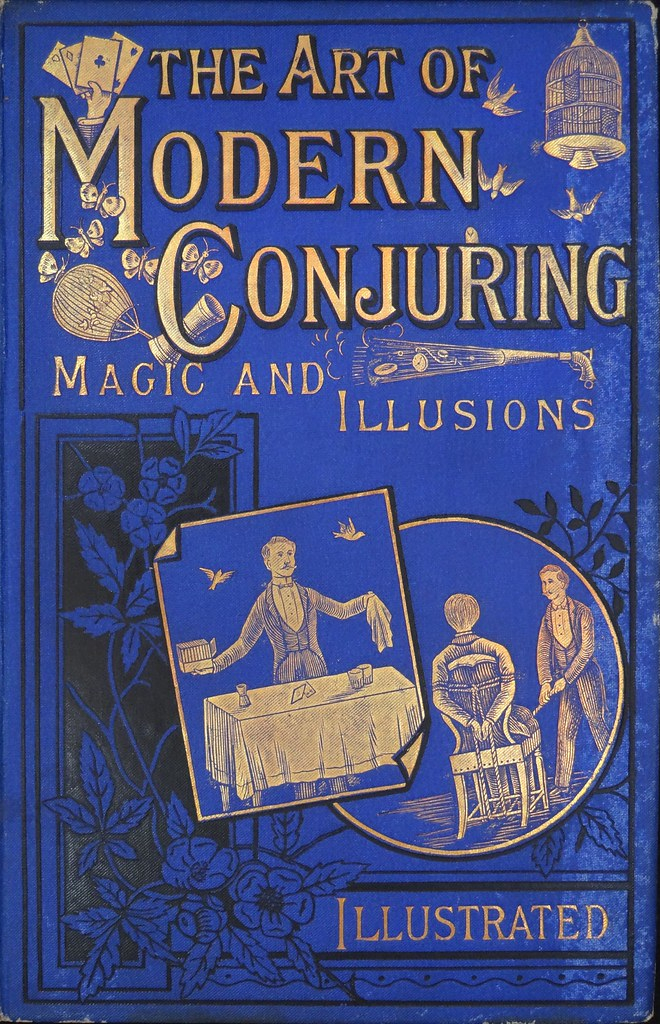 THE ART OF
MODERN
CONJURING
MAGIC AND
ILLUSIONS
ILLUSTRATED